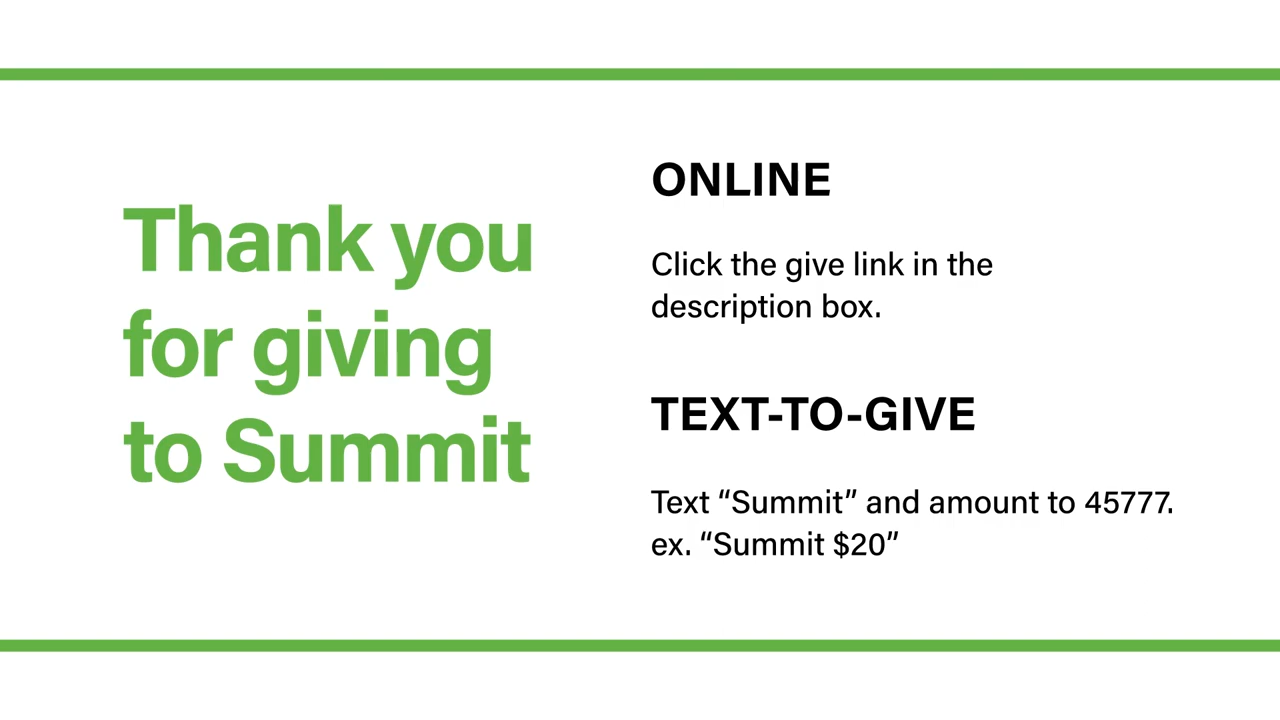 Thank you
for giving
to Summit
ONLINE
Click the give link in the
description box.
TEXT-TO-GIVE
Text “Summit” and amount to 45777.
ex. “Summit $20”